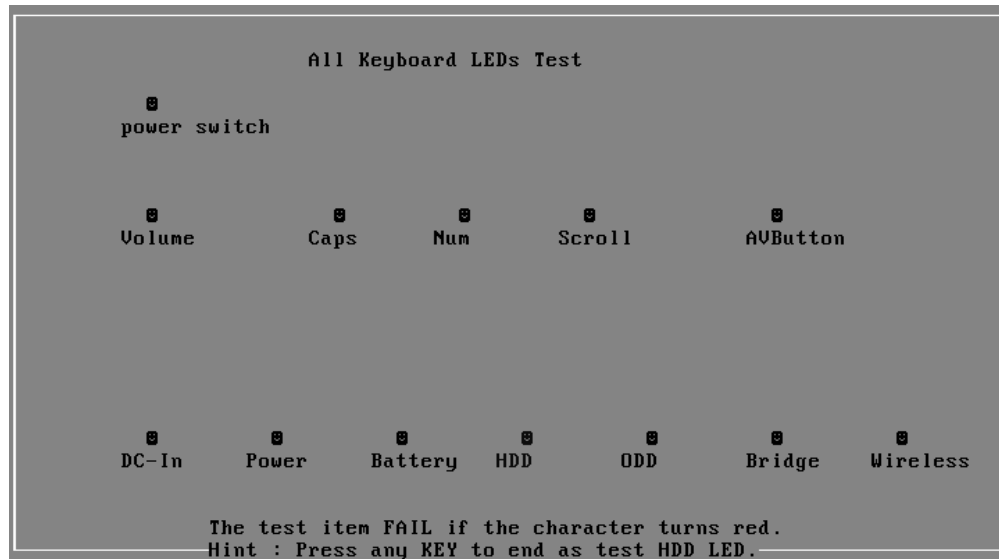 All Keyboard LEDs Test
power switch
Volume Caps Num Scroll AVButton
DC-In Power Battery HDD ODD Bridge Wireless
The test item FAIL if the character turns red.
Hint : Press any KEY to end as test HDD LED.